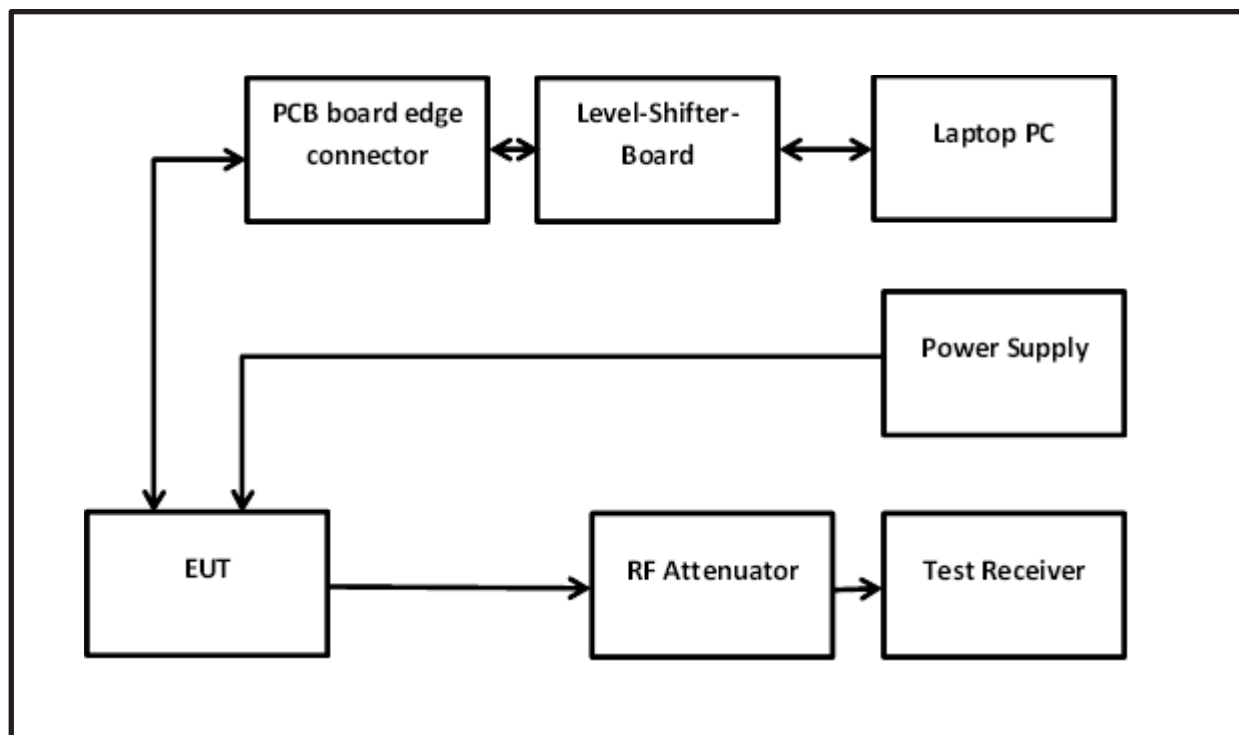 PCB board edge
connector
Level-Shifter-
Board
Laptop PC
Power Supply
EUT
RF Attenuator
Test Receiver